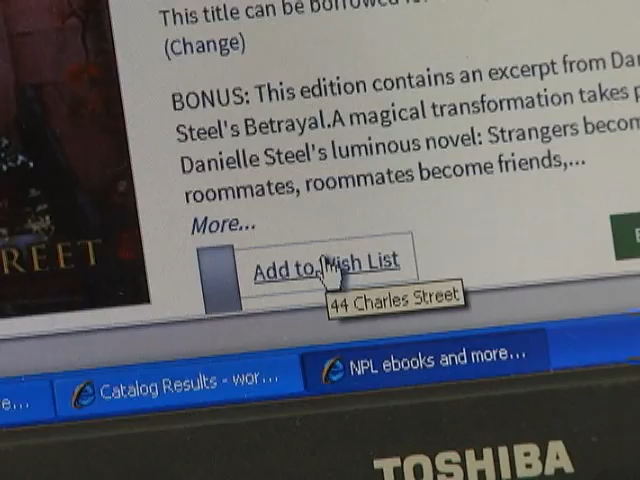 This title can be borrowed
(Change)
BONUS: This edition contains an excerpt from
Steel's Betrayal.A magical transformation takes
Danielle Steel's luminous novel: Strangers
roommates, roommates become friends,...
More...
REET
Add to Wish List
44 Charles Street
e...
Catalog Results - wor...
NPL ebooks and more...
TOSHIBA